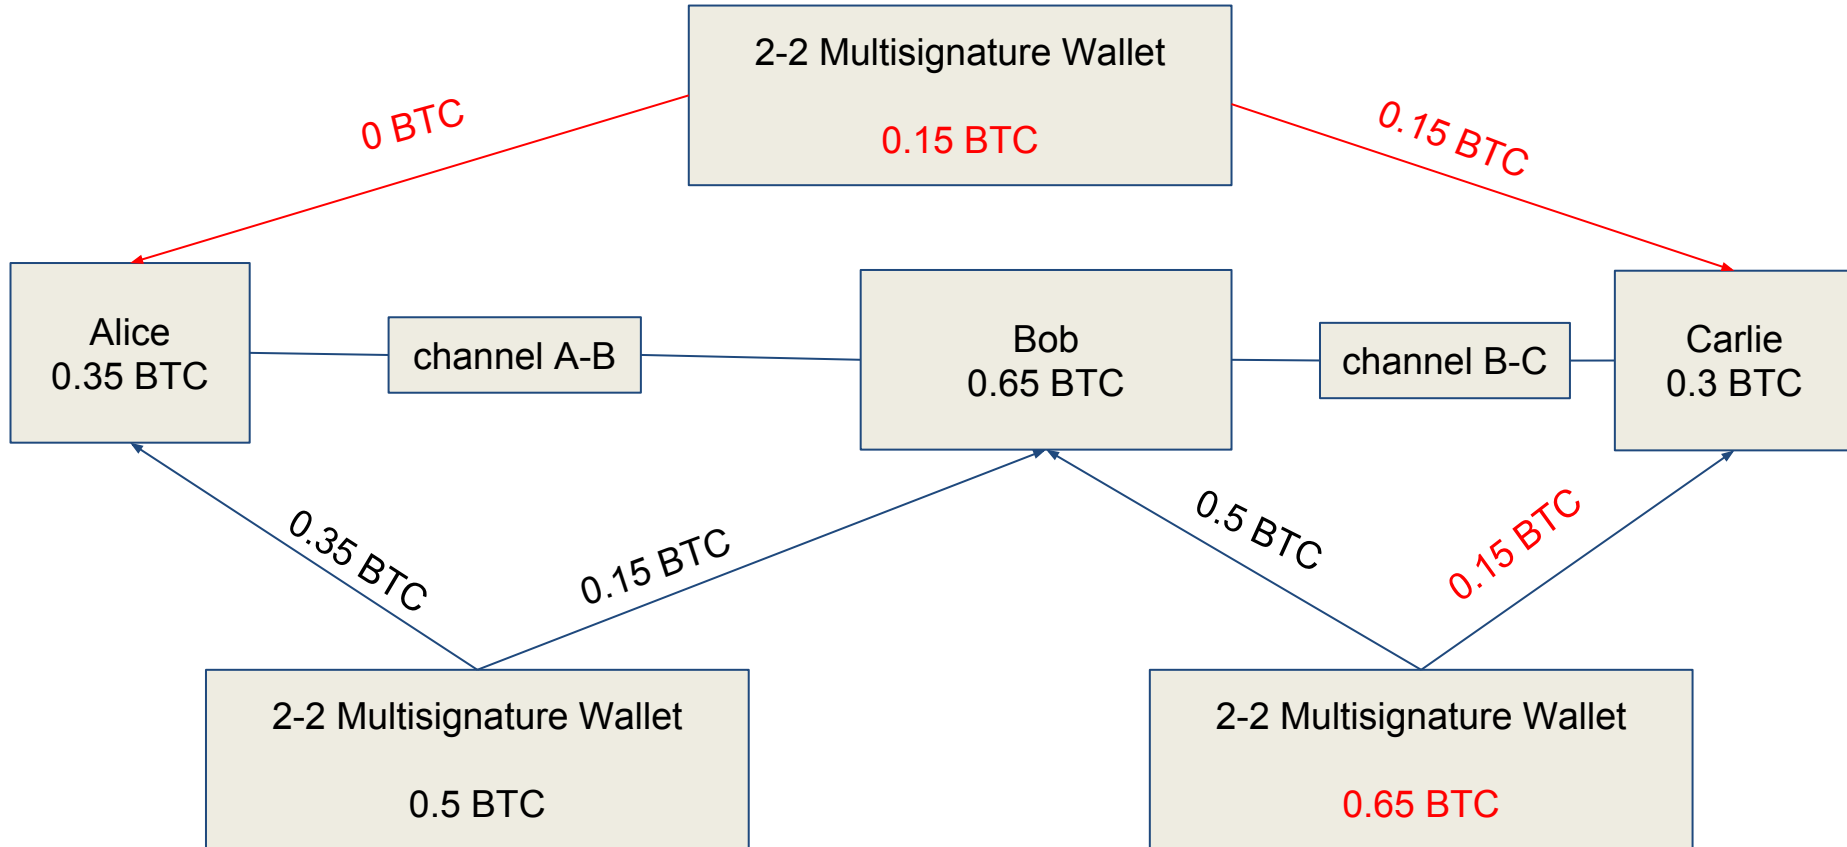 2-2 Multisignature Wallet
0.15 BTC
0 BTC
0.15 BTC
Alice
0.35 BTC
channel A-B
Bob
0.65 BTC
channel B-C
Carlie
0.3 BTC
0.35 BTC
0.15 BTC
0.5 BTC
0.15 BTC
2-2 Multisignature Wallet
0.5 BTC
2-2 Multisignature Wallet
0.65 BTC